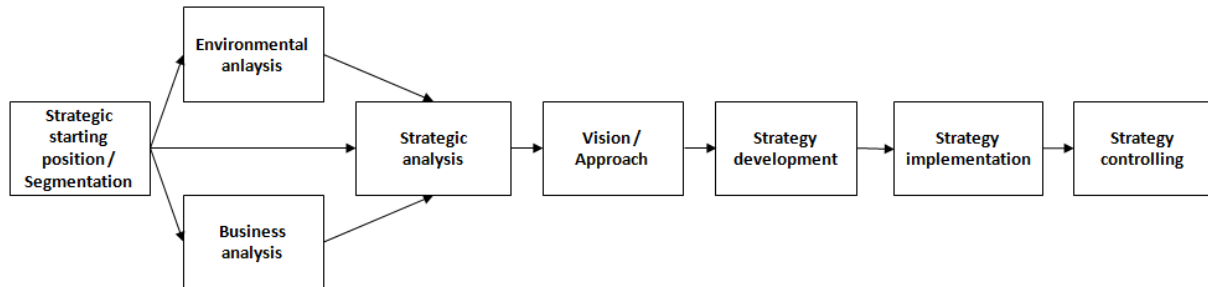 Environmental
anlaysis
Strategic
starting
position /
Segmentation
Strategic
analysis
Vision /
Approach
Strategy
development
Strategy
implementation
Strategy
controlling
Business
analysis